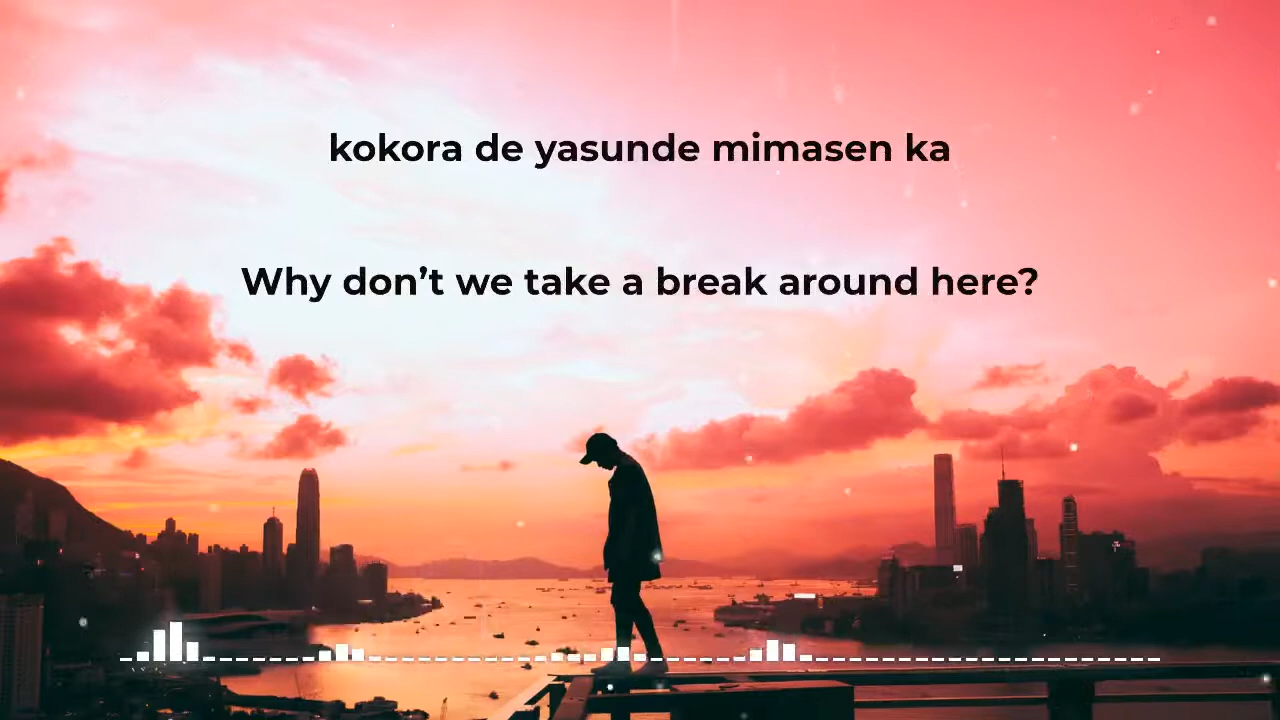 kokora de yasunde mimasen ka
Why don’t we take a break around here?